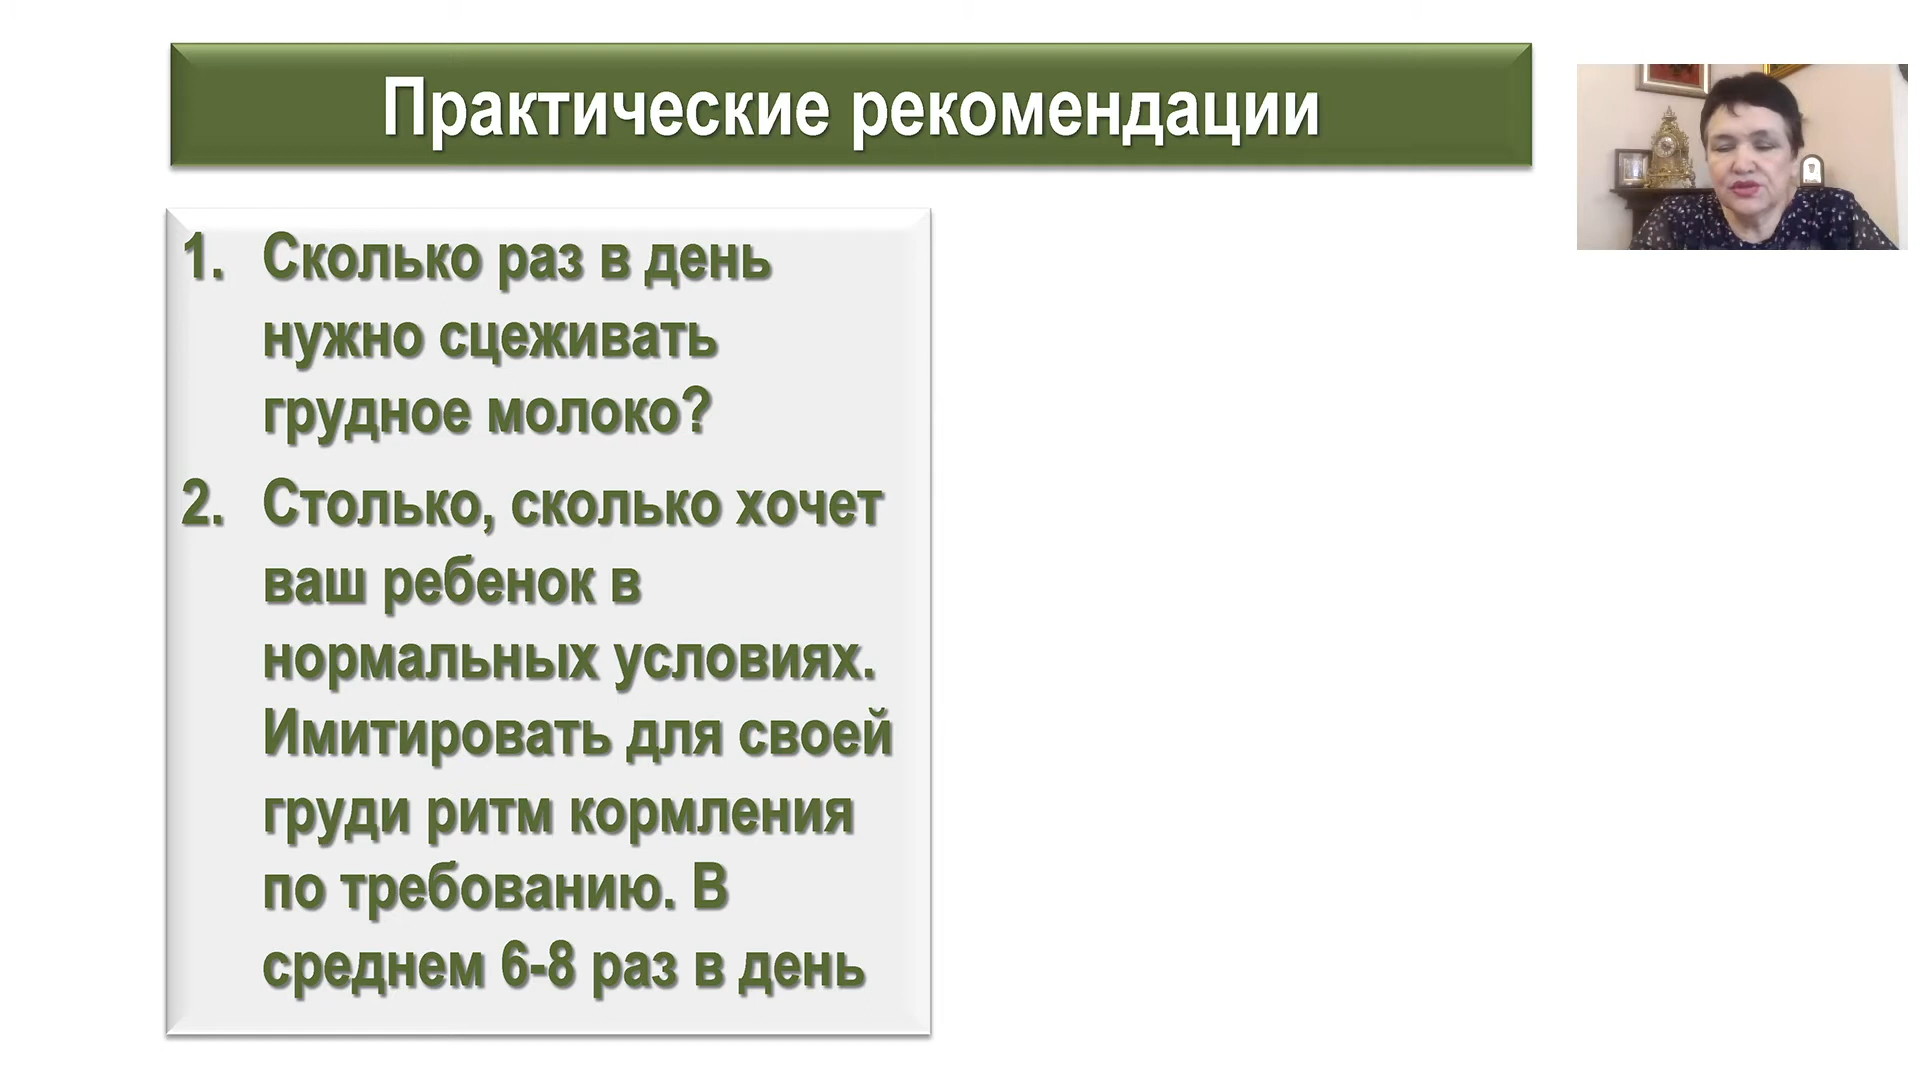 Практические рекомендации
1. Сколько раз в день
нужно сцеживать
грудное молоко?
2. Столько, сколько хочет
ваш ребенок в
нормальных условиях.
Имитировать для своей
груди ритм кормления
по требованию. В
среднем 6-8 раз в день